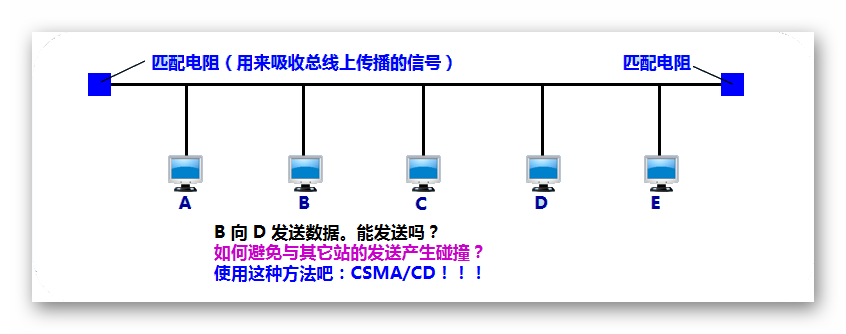 匹配电阻（用来吸收总线上传播的信号）
匹配电阻
A
B
C
D
E
B 向 D 发送数据。能发送吗？
如何避免与其它站的发送产生碰撞？
使用这种方法吧：CSMA/CD！！！